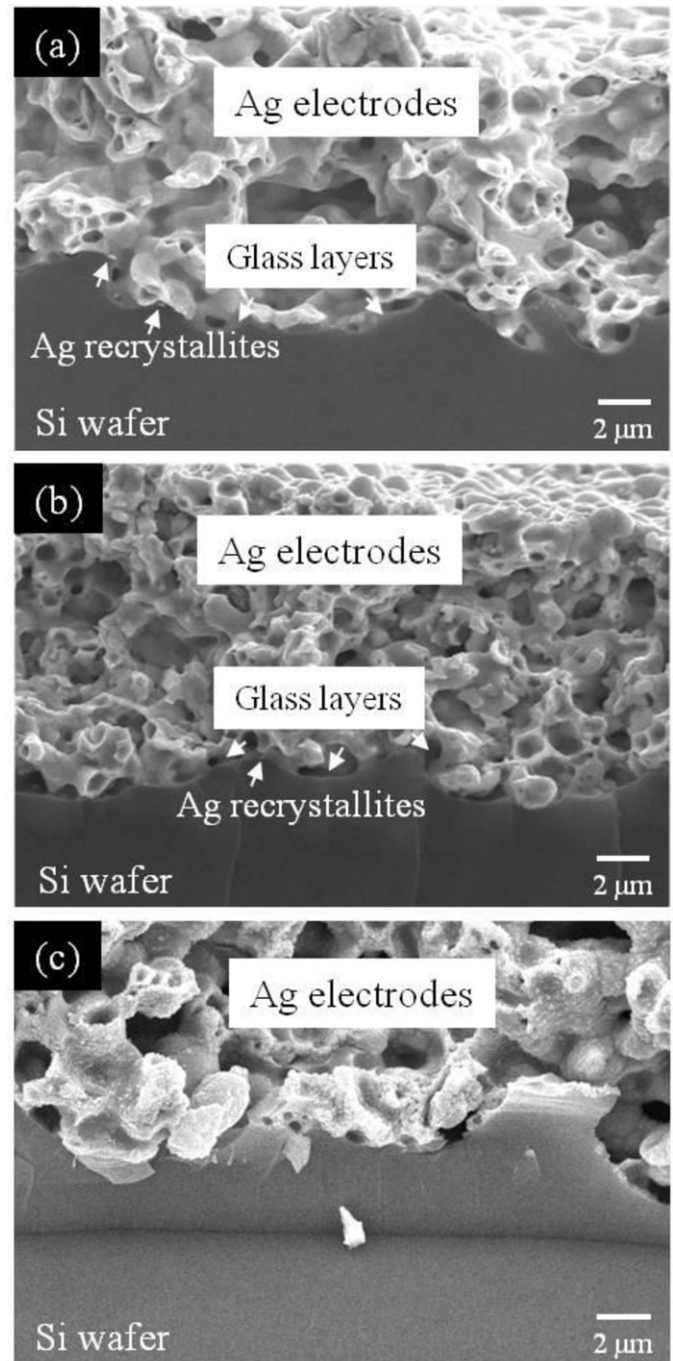 (a)
Ag electrodes
Glass layers
Ag recrystallites
Si wafer
2 μm
(b)
Ag electrodes
Glass layers
Ag recrystallites
Si wafer
2 μm
(c)
Ag electrodes
Si wafer
2 μm